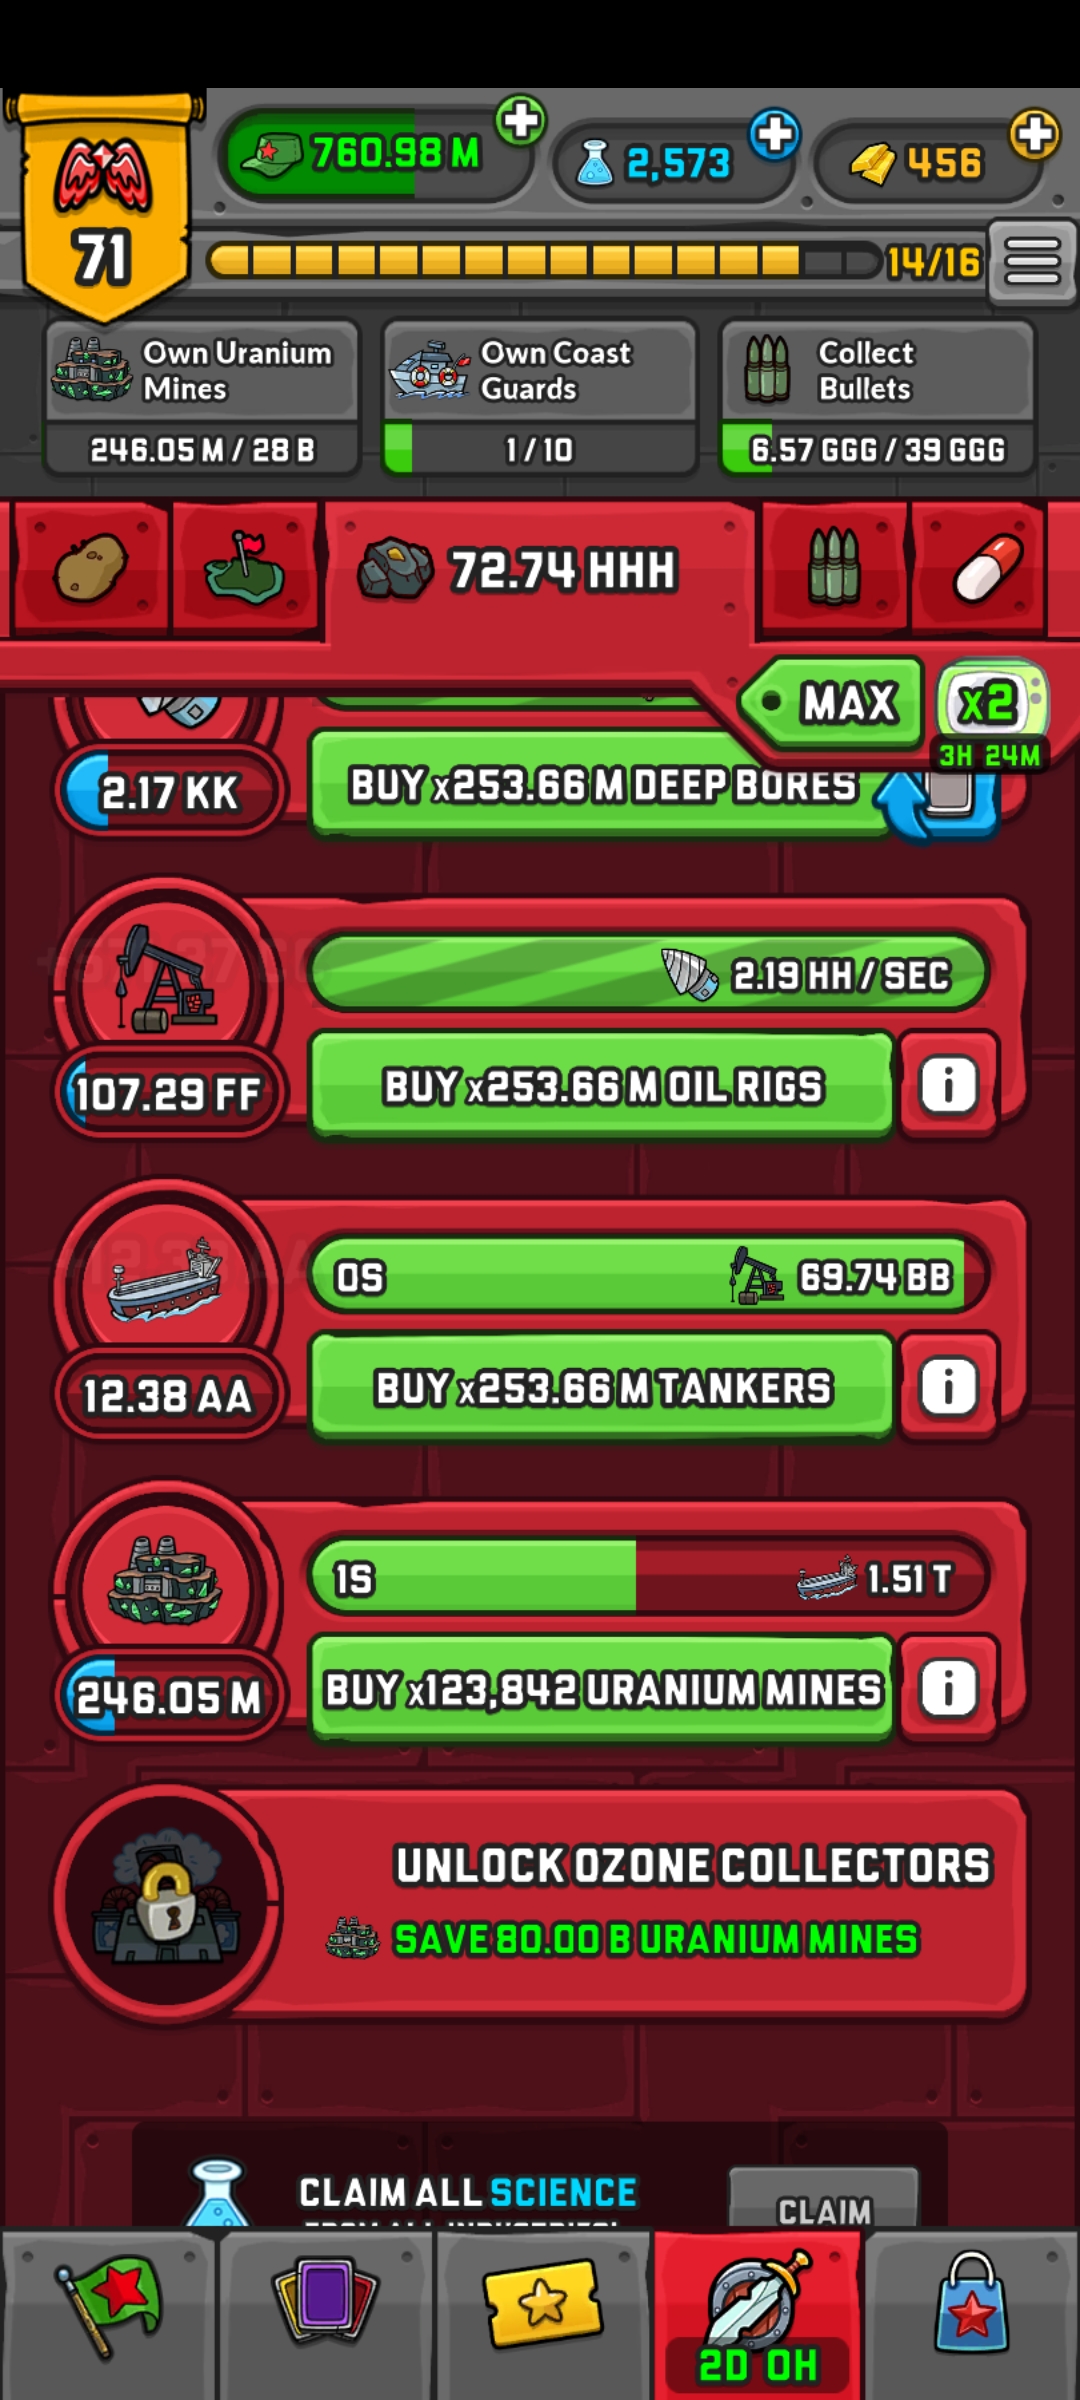 760.98 M
2,573
456
71
14/16
Own Uranium
Mines
246.05 M / 28 B
Own Coast
Guards
1 / 10
Collect
Bullets
6.57 GGG / 39 GGG
72.74 HHH
MAX
x2
3H 24M
2.17 KK
BUY x253.66 M DEEP BORES
2.19 HH / SEC
107.29 FF
BUY x253.66 M OIL RIGS
i
0S
69.74 BB
12.38 AA
BUY x253.66 M TANKERS
i
1S
1.51 T
246.05 M
BUY x123,842 URANIUM MINES
i
UNLOCK OZONE COLLECTORS
SAVE 80.00 B URANIUM MINES
CLAIM ALL SCIENCE
FROM ALL INDUSTRIES!
CLAIM
2D 0H